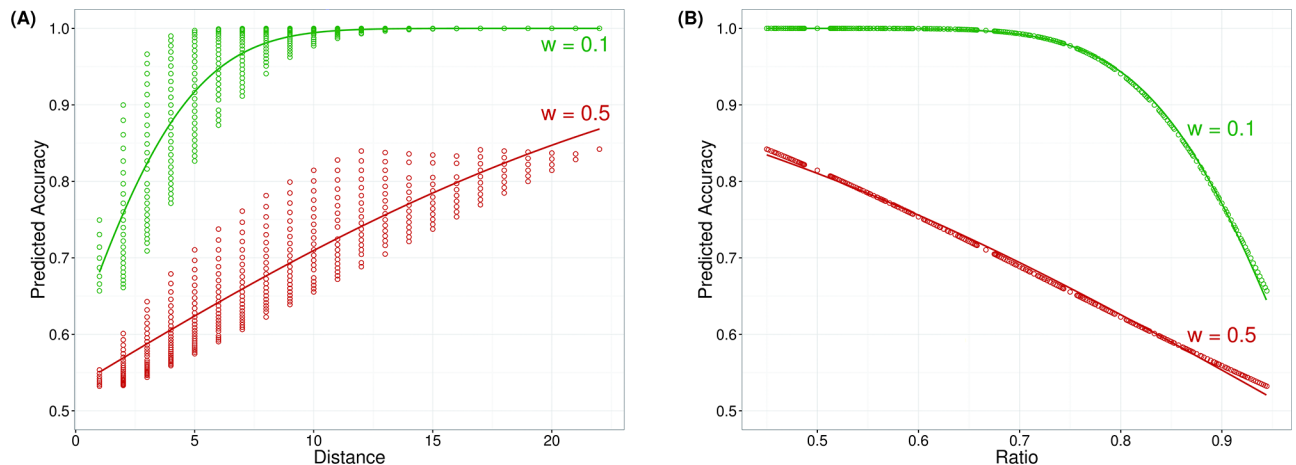 (A)
Predicted Accuracy
1.0
0.9
0.8
0.7
0.6
0.5
w = 0.1
w = 0.5
0 5 10 15 20
Distance
(B)
Predicted Accuracy
1.0
0.9
0.8
0.7
0.6
0.5
w = 0.1
w = 0.5
0.5 0.6 0.7 0.8 0.9
Ratio